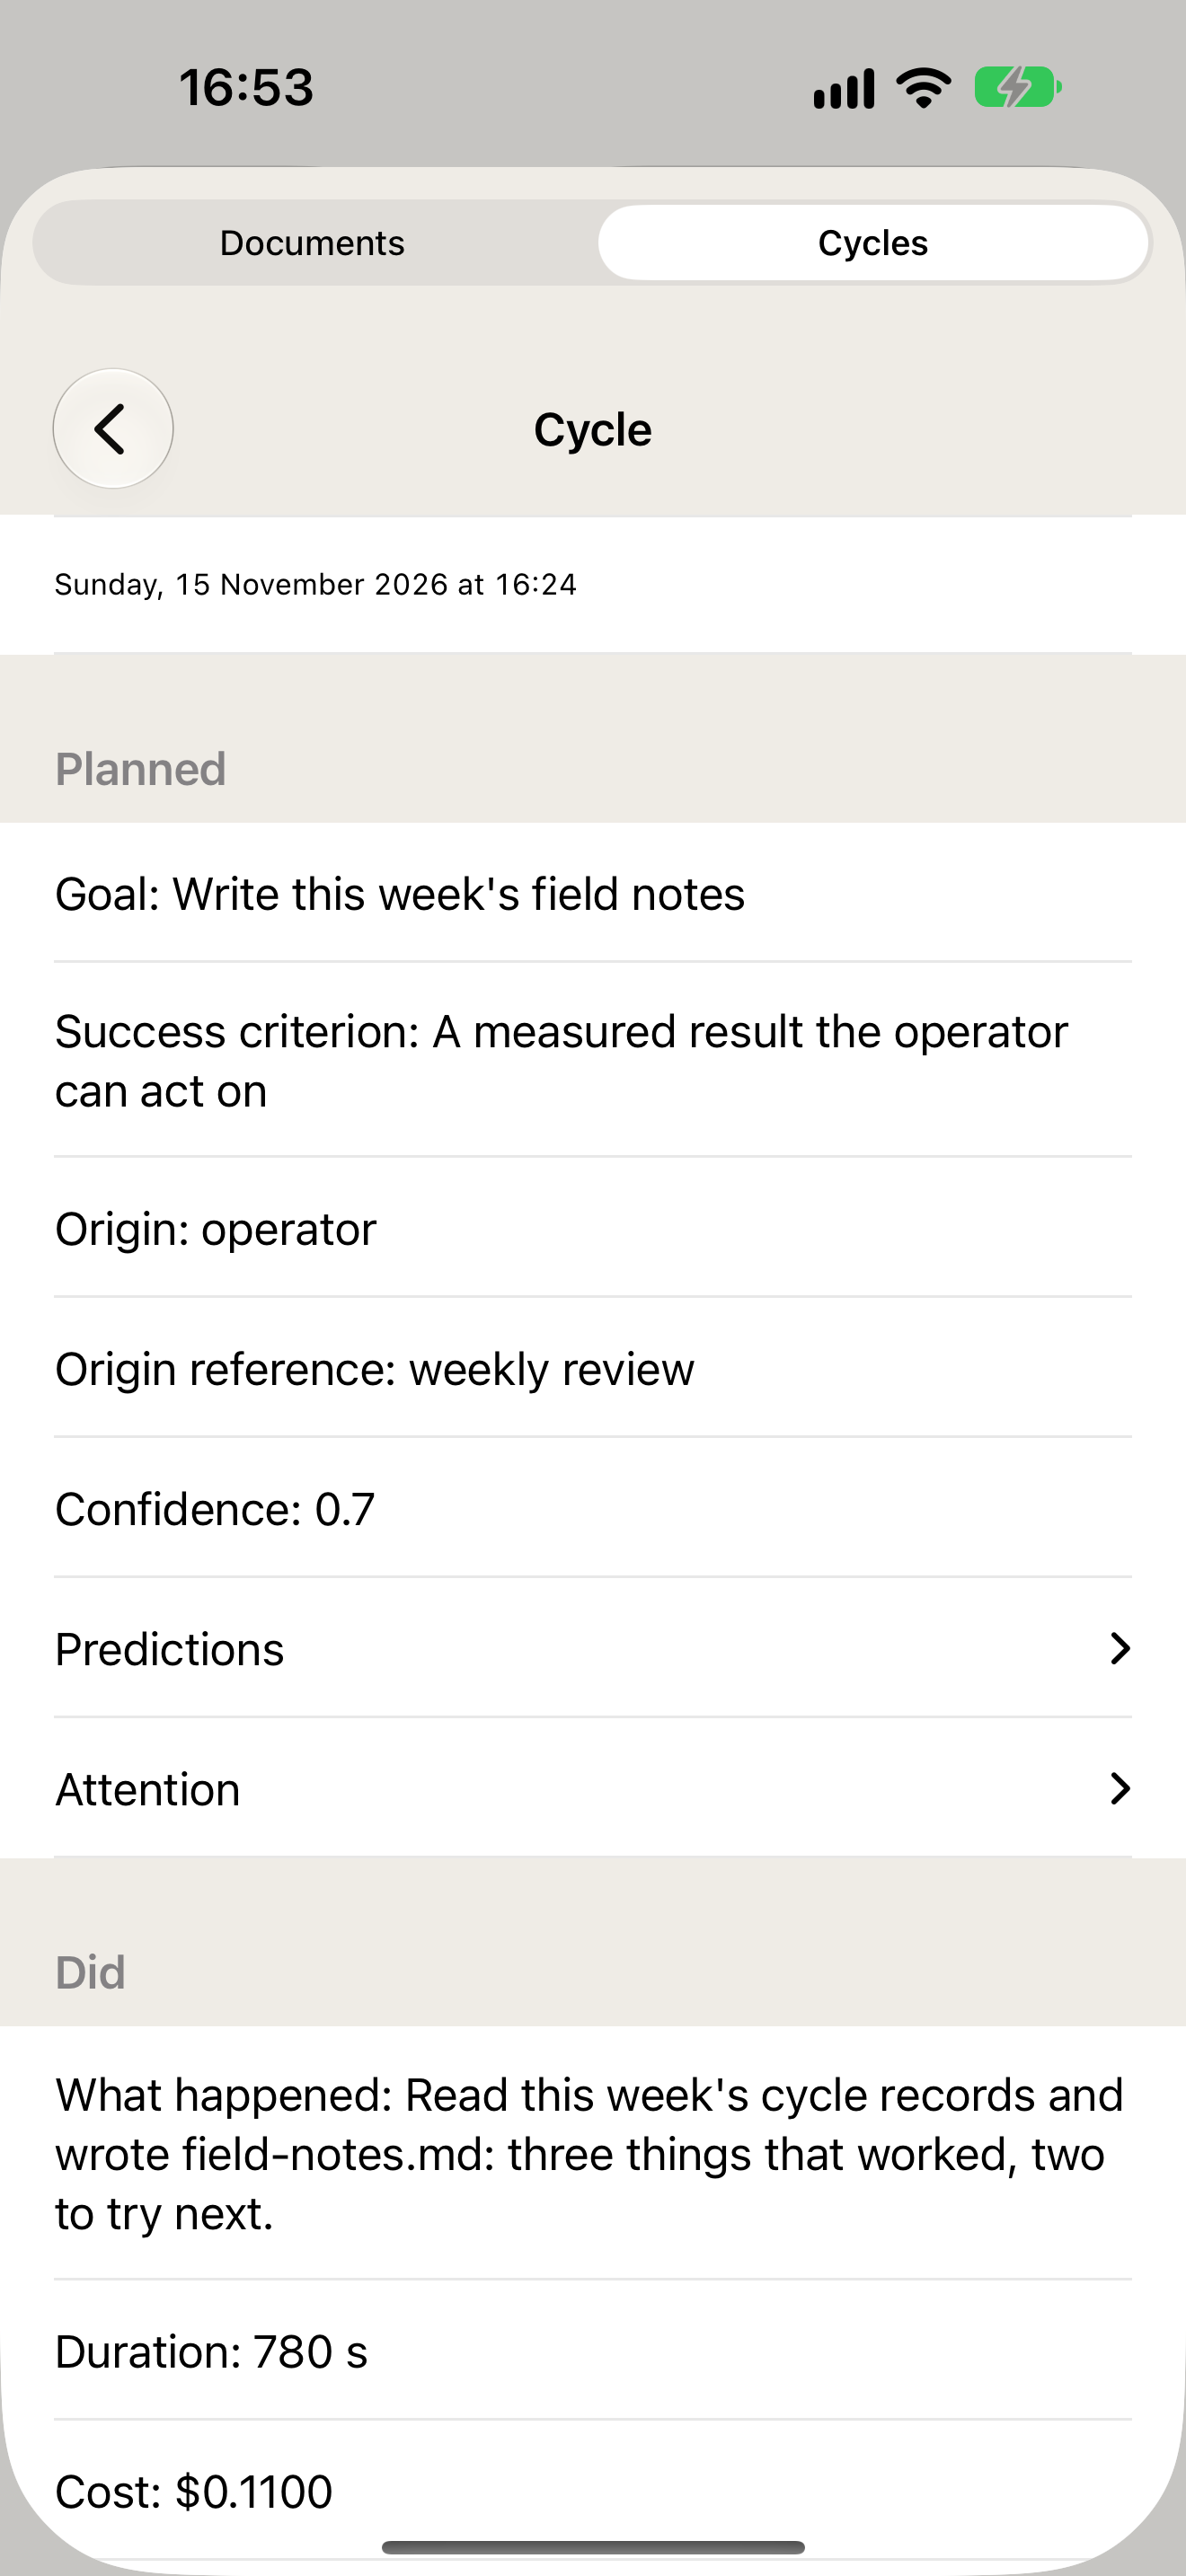 16:53
Documents
Cycles
Cycle
Sunday, 15 November 2026 at 16:24
Planned
Goal: Write this week's field notes
Success criterion: A measured result the operator
can act on
Origin: operator
Origin reference: weekly review
Confidence: 0.7
Predictions
Attention
Did
What happened: Read this week's cycle records and
wrote field-notes.md: three things that worked, two
to try next.
Duration: 780 s
Cost: $0.1100